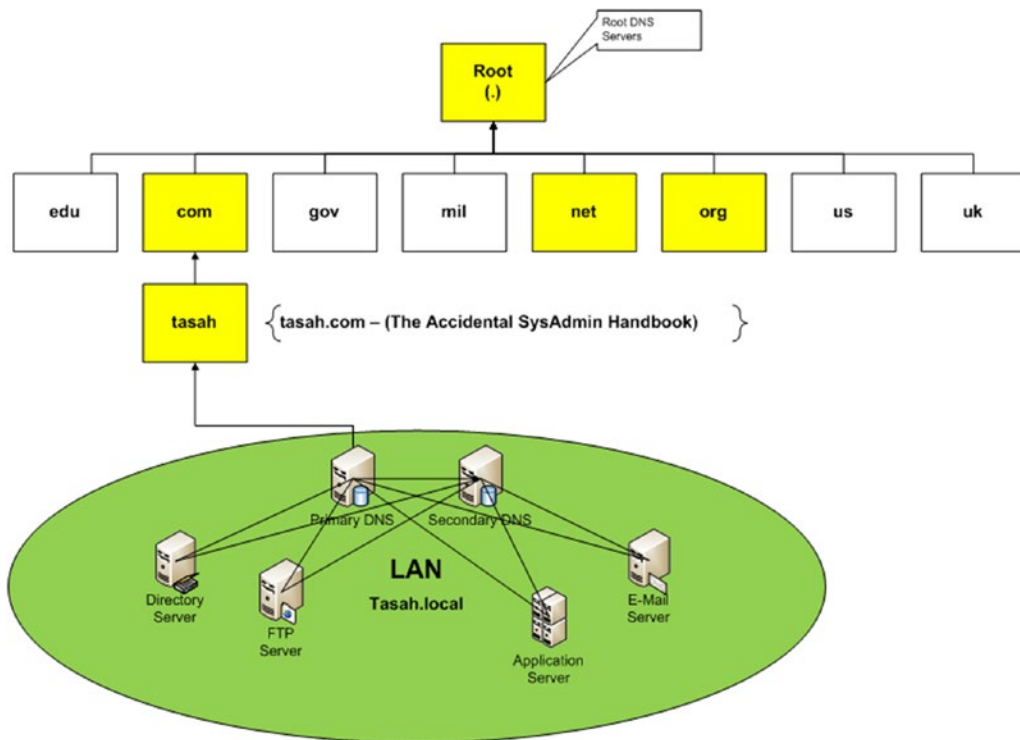 Root DNS
Servers
Root
(.)
edu
com
gov
mil
net
org
us
uk
tasah
{ tasah.com – (The Accidental SysAdmin Handbook) }
Primary DNS
Secondary DNS
LAN
Tasah.local
Directory
Server
FTP
Server
Application
Server
E-Mail
Server